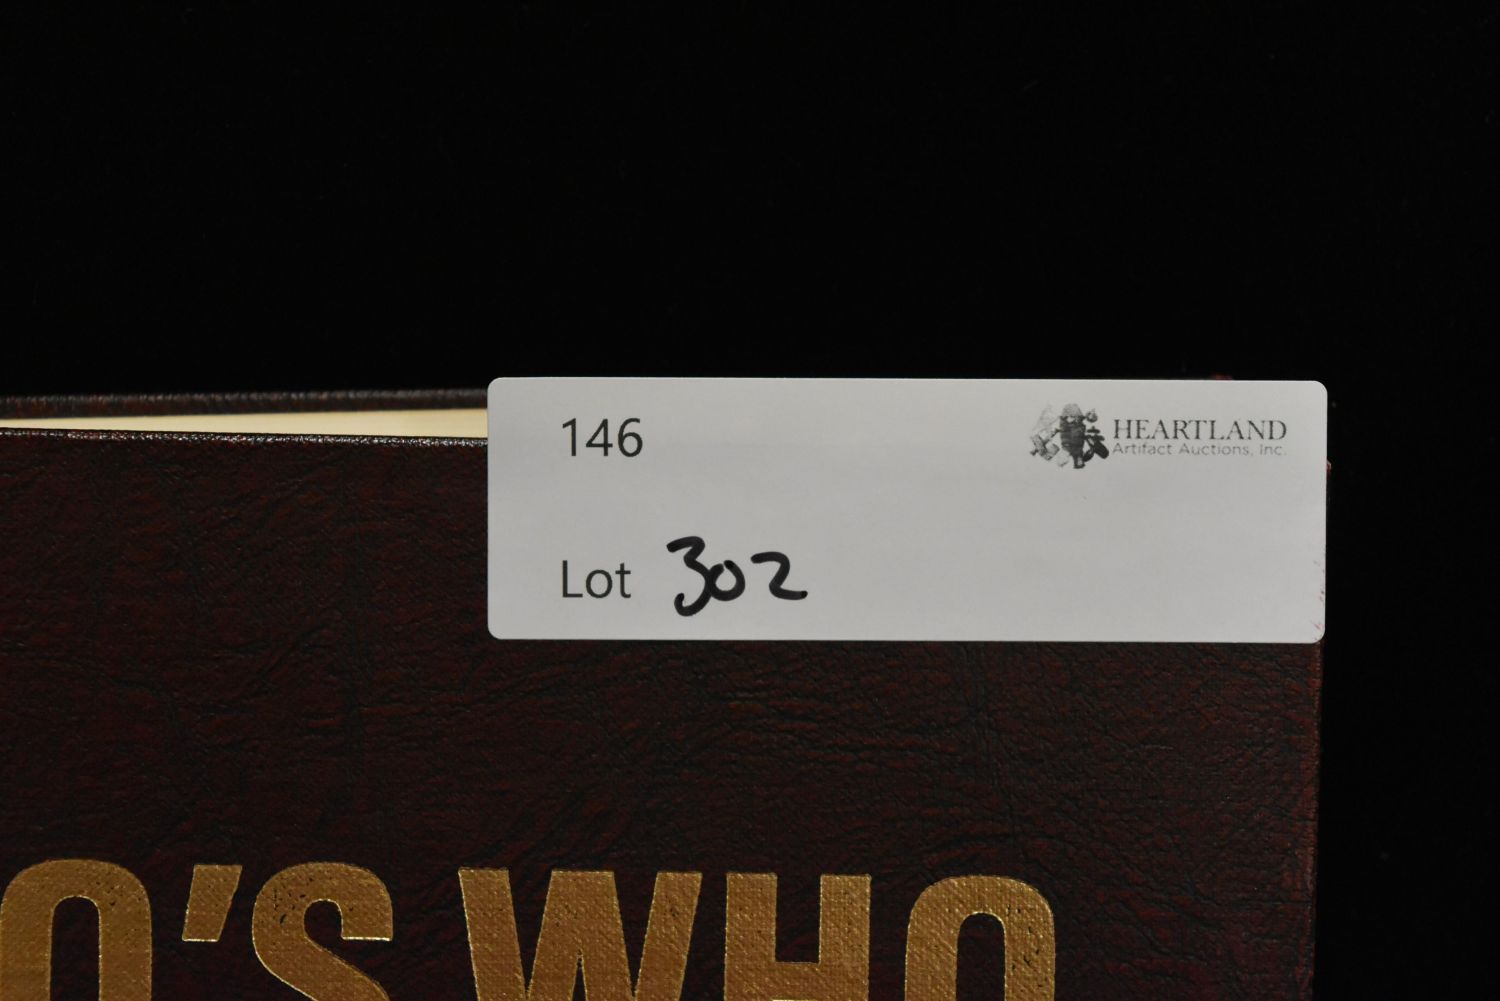 146
HEARTLAND
Artifact Auctions, Inc.
Lot 302
O'S WHO